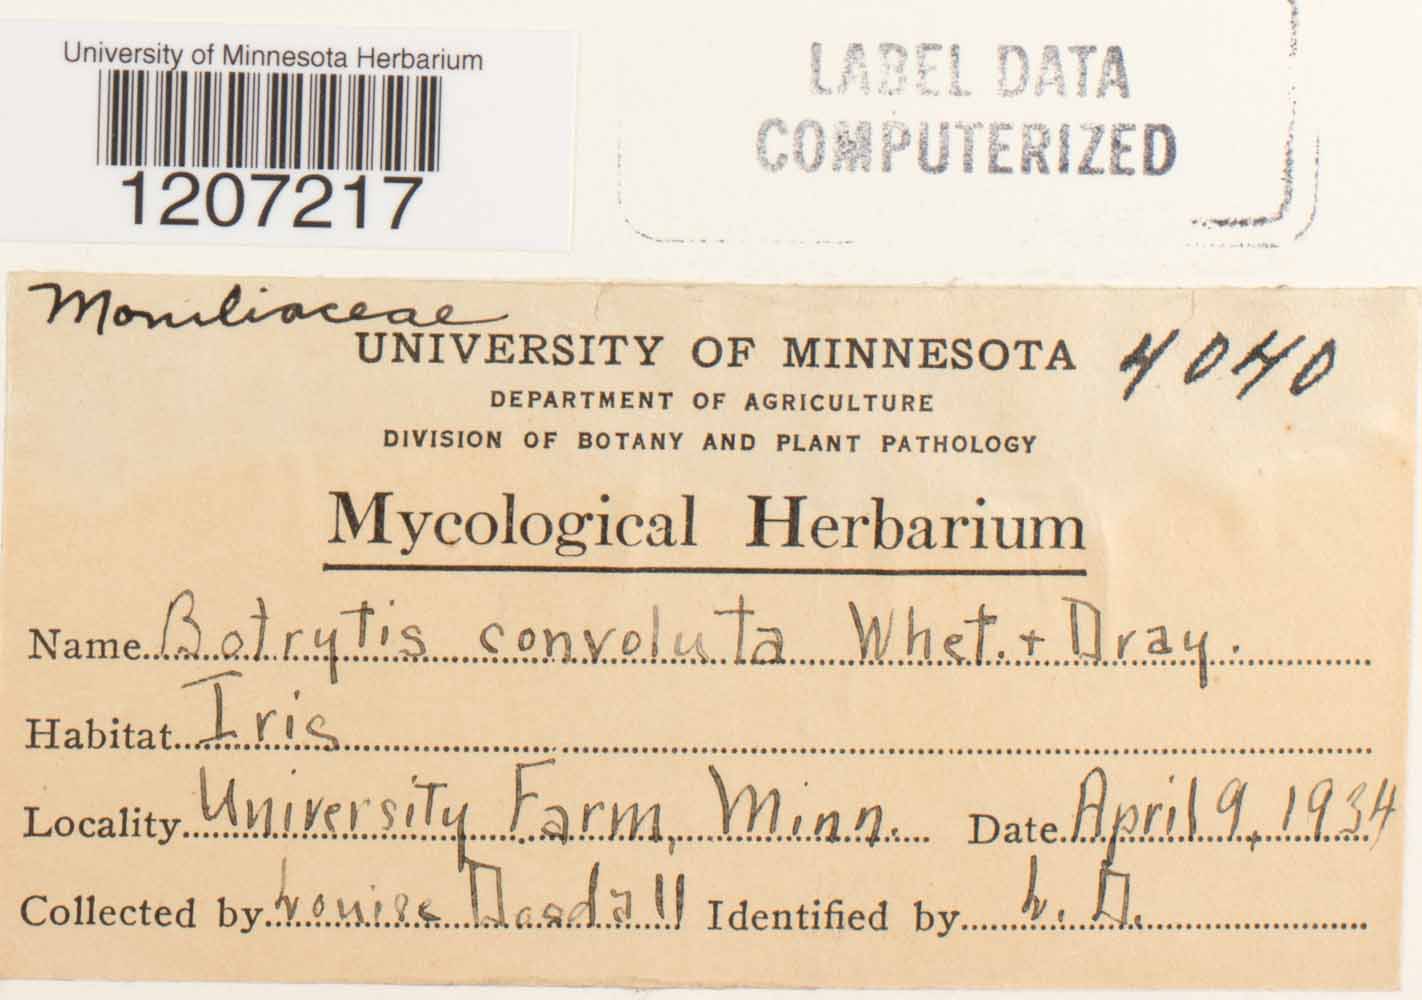 University of Minnesota Herbarium
1207217
LABEL DATA
COMPUTERIZED
Moniliaceae
UNIVERSITY OF MINNESOTA 4040
DEPARTMENT OF AGRICULTURE
DIVISION OF BOTANY AND PLANT PATHOLOGY
Mycological Herbarium
Name Botrytis convoluta Whet. + Dray.
Habitat Iris
Locality University Farm, Minn. Date April 9, 1934
Collected by Louise Dosdall Identified by L. D.